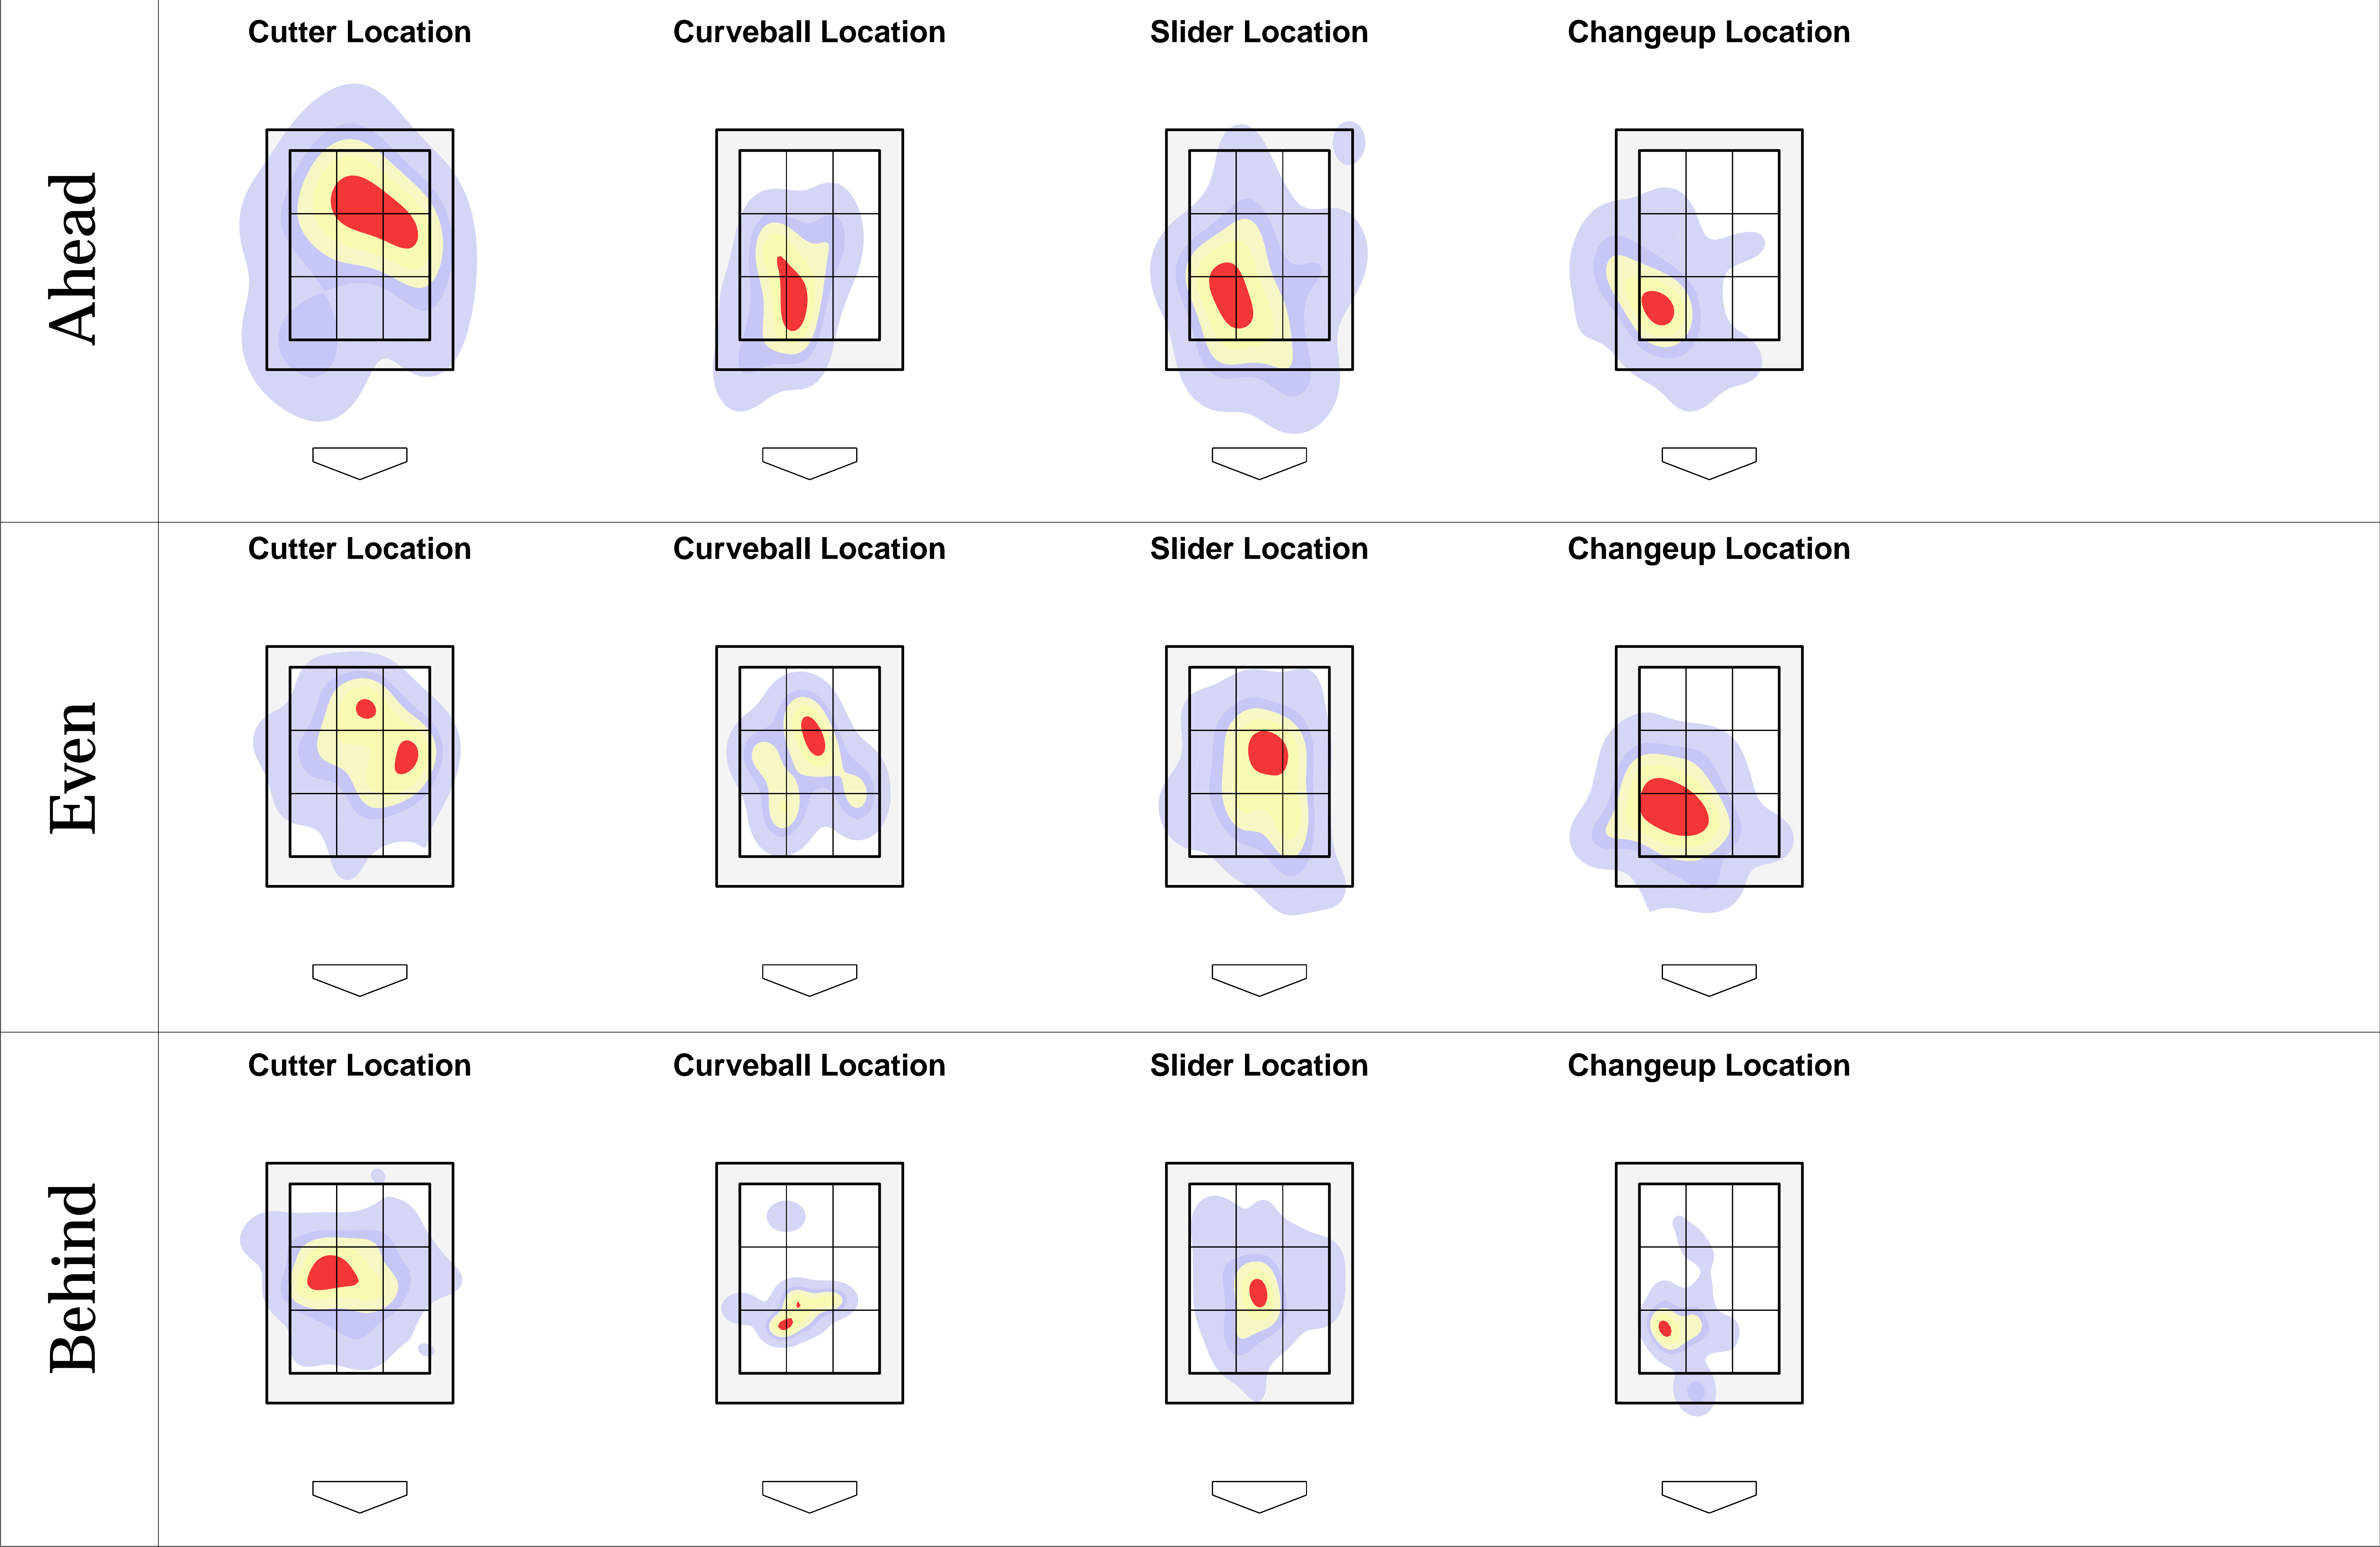 Ahead
Cutter Location
Curveball Location
Slider Location
Changeup Location
Even
Cutter Location
Curveball Location
Slider Location
Changeup Location
Behind
Cutter Location
Curveball Location
Slider Location
Changeup Location